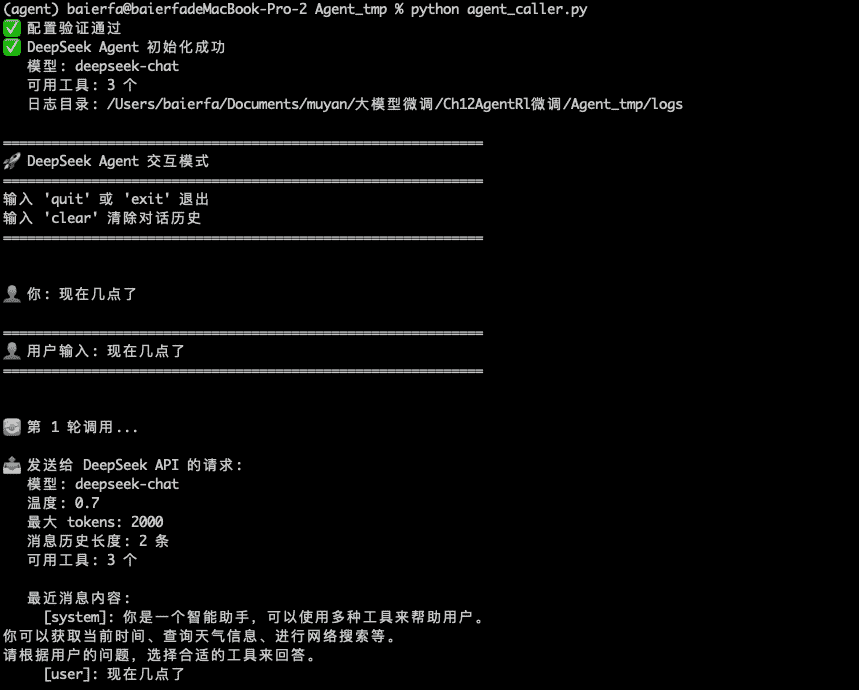 (agent) baierfa@baierfadeMacBook-Pro-2 Agent_tmp % python agent_caller.py
✅ 配置验证通过
✅ DeepSeek Agent 初始化成功
模型: deepseek-chat
可用工具: 3 个
日志目录: /Users/baierfa/Documents/muyan/大模型微调/Ch12AgentRl微调/Agent_tmp/logs
============================================================
🚀 DeepSeek Agent 交互模式
============================================================
输入 'quit' 或 'exit' 退出
输入 'clear' 清除对话历史
============================================================
👤 你: 现在几点了
============================================================
👤 用户输入: 现在几点了
============================================================
第 1 轮调用...
📤 发送给 DeepSeek API 的请求:
模型: deepseek-chat
温度: 0.7
最大 tokens: 2000
消息历史长度: 2 条
可用工具: 3 个
最近消息内容:
[system]: 你是一个智能助手，可以使用多种工具来帮助用户。
你可以获取当前时间、查询天气信息、进行网络搜索等。
请根据用户的问题，选择合适的工具来回答。
[user]: 现在几点了